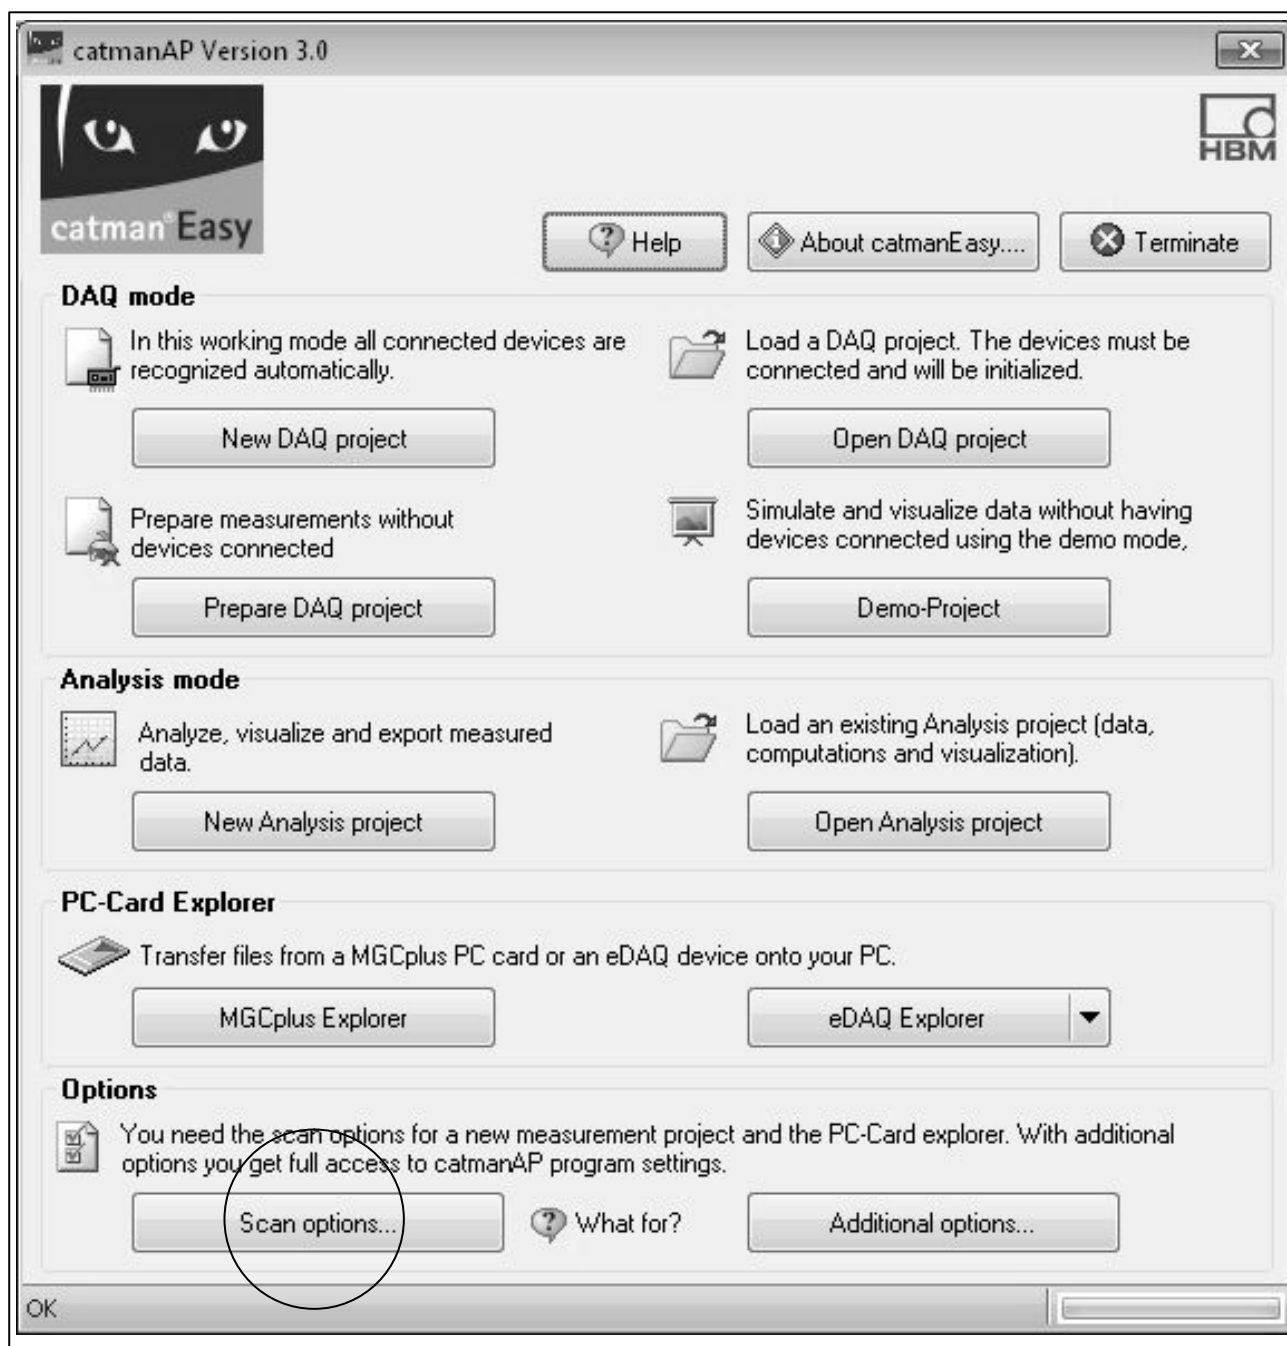 catmanAP Version 3.0
catman® Easy
HBM
Help
About catmanEasy....
Terminate
DAQ mode
In this working mode all connected devices are
recognized automatically.
Load a DAQ project. The devices must be
connected and will be initialized.
New DAQ project
Open DAQ project
Prepare measurements without
devices connected
Simulate and visualize data without having
devices connected using the demo mode,
Prepare DAQ project
Demo-Project
Analysis mode
Analyze, visualize and export measured
data.
Load an existing Analysis project (data,
computations and visualization).
New Analysis project
Open Analysis project
PC-Card Explorer
Transfer files from a MGCplus PC card or an eDAQ device onto your PC.
MGCplus Explorer
eDAQ Explorer
Options
You need the scan options for a new measurement project and the PC-Card explorer. With additional
options you get full access to catmanAP program settings.
Scan options...
What for?
Additional options...
OK